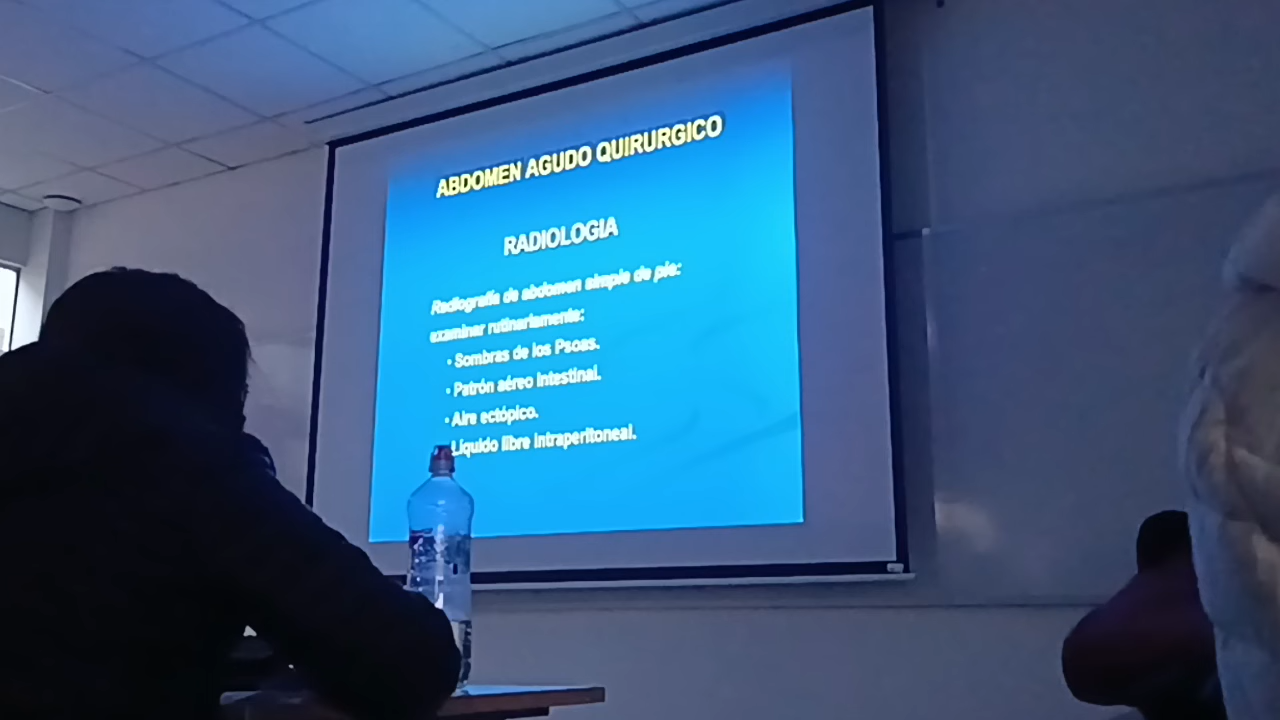 ABDOMEN AGUDO QUIRURGICO
RADIOLOGIA
Radiografía de abdomen simple de pie:
examinar rutinariamente:
• Sombras de los Psoas.
• Patrón aéreo intestinal.
• Aire ectópico.
Líquido libre intraperitoneal.